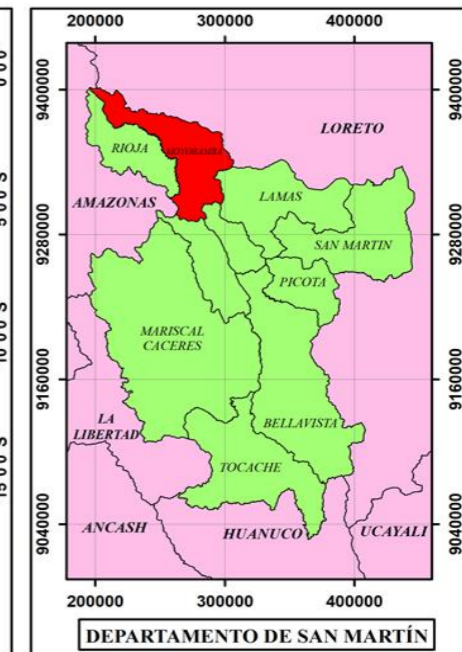 200000 300000 400000
9400000
9400000
LORETO
RIOJA
MOYOBAMBA
AMAZONAS
LAMAS
9280000
9280000
SAN MARTIN
PICOTA
MARISCAL
CACERES
9160000
9160000
LA
LIBERTAD
BELLAVISTA
TOCACHE
ANCASH
HUANUCO
UCAYALI
9040000
9040000
200000 300000 400000
DEPARTAMENTO DE SAN MARTÍN